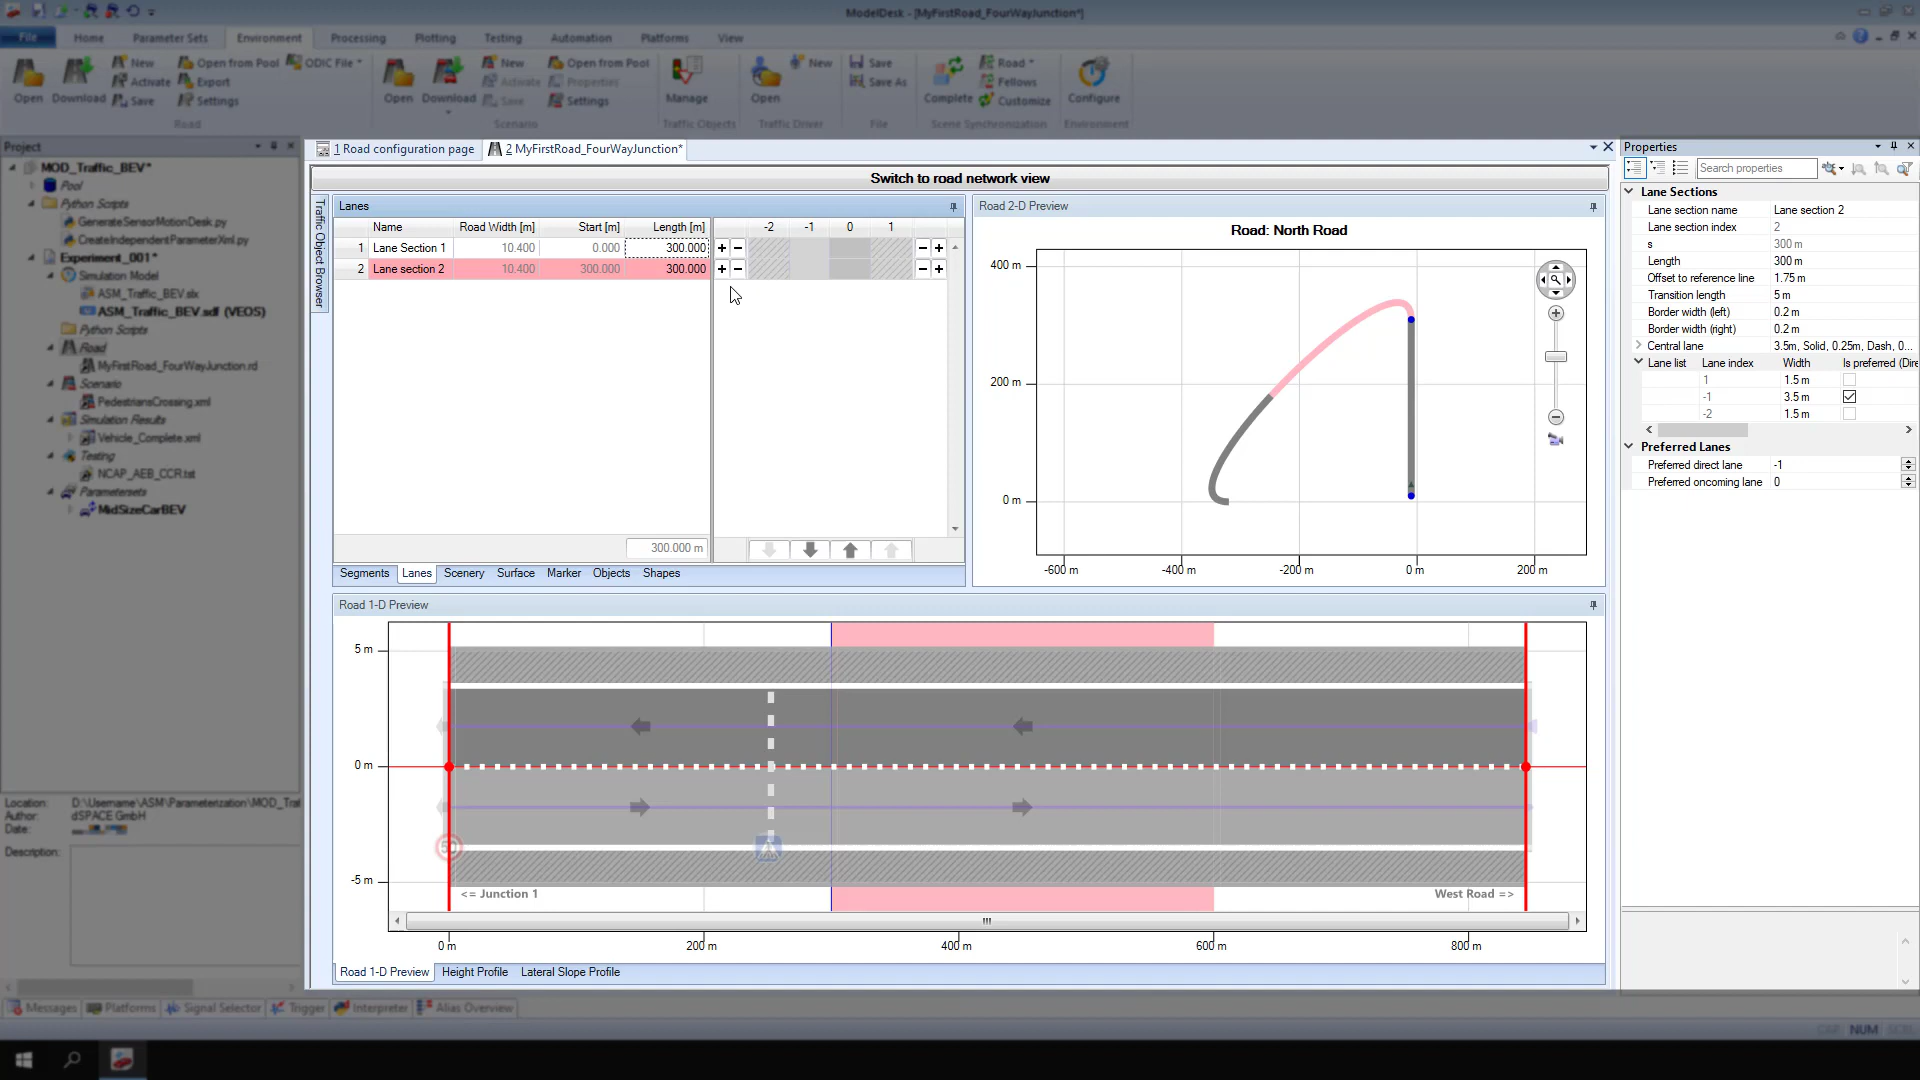 ModelDesk - [MyFirstRoad_FourWayJunction*]
File Home Parameter Sets Environment Processing Plotting Testing Automation Platforms View
New Open from Pool ODIC File New Open from Pool New Save Road
Activate Export Activate Properties Save As Fellows
Open Download Save Settings Open Download Save Settings Manage Open Complete Customize Configure
Road Scenario Traffic Objects Traffic Driver File Scene Synchronization Environment
Project
MOD_Traffic_BEV*
Pool
Python Scripts
GenerateSensorMotionDesk.py
CreateIndependentParameterXml.py
Experiment_001*
Simulation Model
ASM_Traffic_BEV.slx
ASM_Traffic_BEV.sdf (VEOS)
Python Scripts
Road
MyFirstRoad_FourWayJunction.rd
Scenario
PedestriansCrossing.xml
Simulation Results
Vehicle_Complete.xml
Testing
NCAP_AEB_CCR.tst
Parametersets
MidSizeCarBEV
Location: D:\Username\ASM\Parameterization\MOD_Traf
Author: dSPACE GmbH
Date:
Description:
1 Road configuration page 2 MyFirstRoad_FourWayJunction*
Switch to road network view
Traffic Object Browser
Lanes
Name Road Width [m] Start [m] Length [m] -2 -1 0 1
1 Lane Section 1 10.400 0.000 300.000 + − − +
2 Lane section 2 10.400 300.000 300.000 + − − +
300.000 m
Segments Lanes Scenery Surface Marker Objects Shapes
Road 2-D Preview
Road: North Road
400 m
200 m
0 m
-600 m -400 m -200 m 0 m 200 m
Road 1-D Preview
5 m
0 m
-5 m
<= Junction 1 West Road =>
0 m 200 m 400 m 600 m 800 m
Road 1-D Preview Height Profile Lateral Slope Profile
Properties
Search properties
Lane Sections
Lane section name Lane section 2
Lane section index 2
s 300 m
Length 300 m
Offset to reference line 1.75 m
Transition length 5 m
Border width (left) 0.2 m
Border width (right) 0.2 m
Central lane 3.5m, Solid, 0.25m, Dash, 0...
Lane list Lane index Width Is preferred (Dire
1 1.5 m
-1 3.5 m
-2 1.5 m
Preferred Lanes
Preferred direct lane -1
Preferred oncoming lane 0
Messages Platforms Signal Selector Trigger Interpreter Alias Overview
CAP NUM SCRL